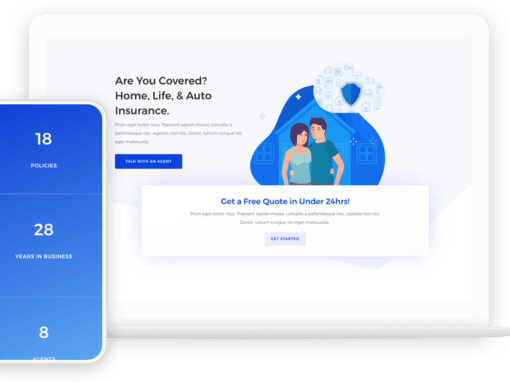 Are You Covered?
Home, Life, & Auto
Insurance.
Proin eget tortor risus. Praesent sapien massa, convallis a
pellentesque nec, egestas non nisi. Donec rutrum congue leo
eget malesuada.
TALK WITH AN AGENT
Get a Free Quote in Under 24hrs!
Proin eget tortor risus. Praesent sapien massa, convallis a pellentesque nec, egestas non nisi.
Donec rutrum congue leo eget malesuada.
GET STARTED
18
POLICIES
28
YEARS IN BUSINESS
8
AGENTS